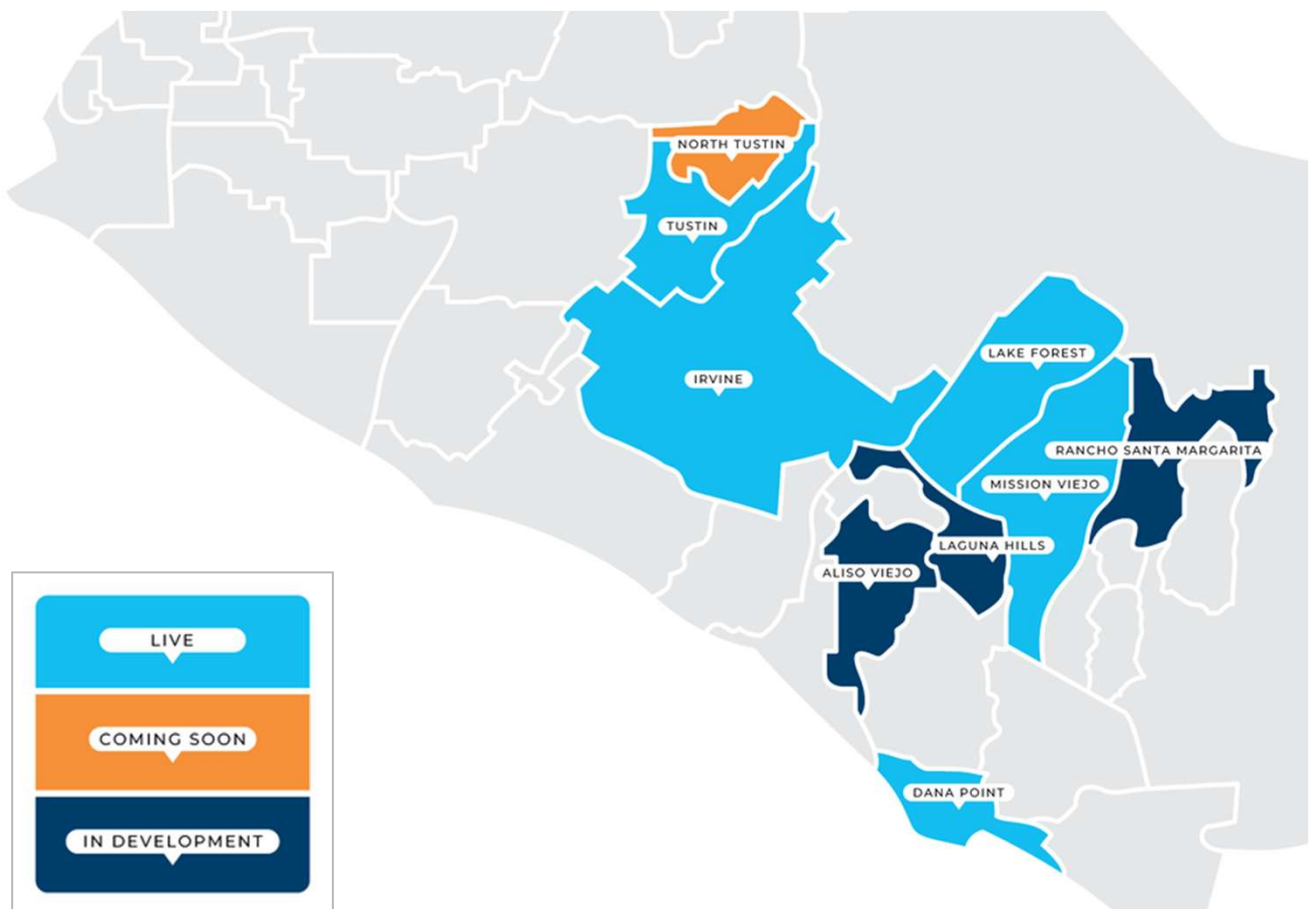 NORTH TUSTIN
TUSTIN
LAKE FOREST
IRVINE
RANCHO SANTA MARGARITA
MISSION VIEJO
LAGUNA HILLS
ALISO VIEJO
DANA POINT
LIVE
COMING SOON
IN DEVELOPMENT